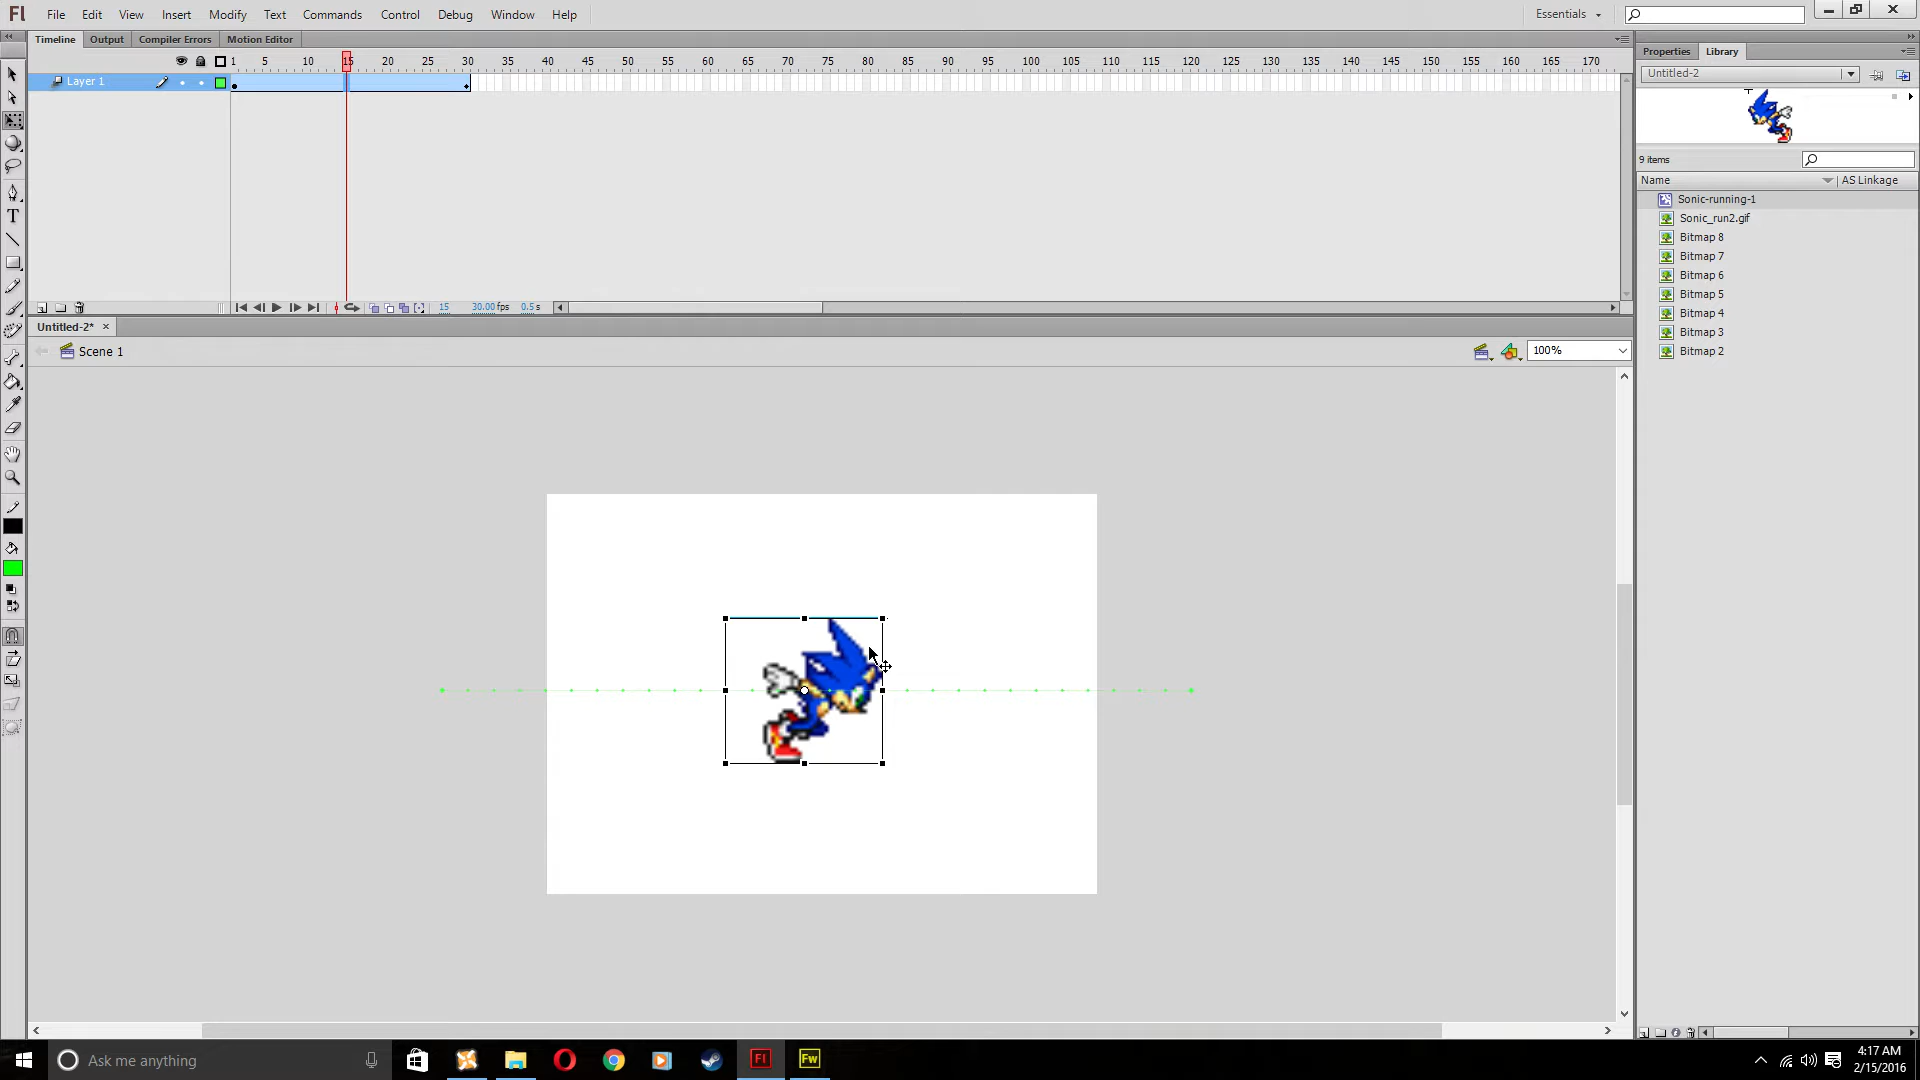 Fl File Edit View Insert Modify Text Commands Control Debug Window Help Essentials
Timeline Output Compiler Errors Motion Editor
1 5 10 15 20 25 30 35 40 45 50 55 60 65 70 75 80 85 90 95 100 105 110 115 120 125 130 135 140 145 150 155 160 165 170
Layer 1
15 30.00 fps 0.5 s
Untitled-2*
Scene 1
100%
Properties Library
Untitled-2
9 items
Name AS Linkage
Sonic-running-1
Sonic_run2.gif
Bitmap 8
Bitmap 7
Bitmap 6
Bitmap 5
Bitmap 4
Bitmap 3
Bitmap 2
T
Ask me anything
Fl
Fw
4:17 AM
2/15/2016